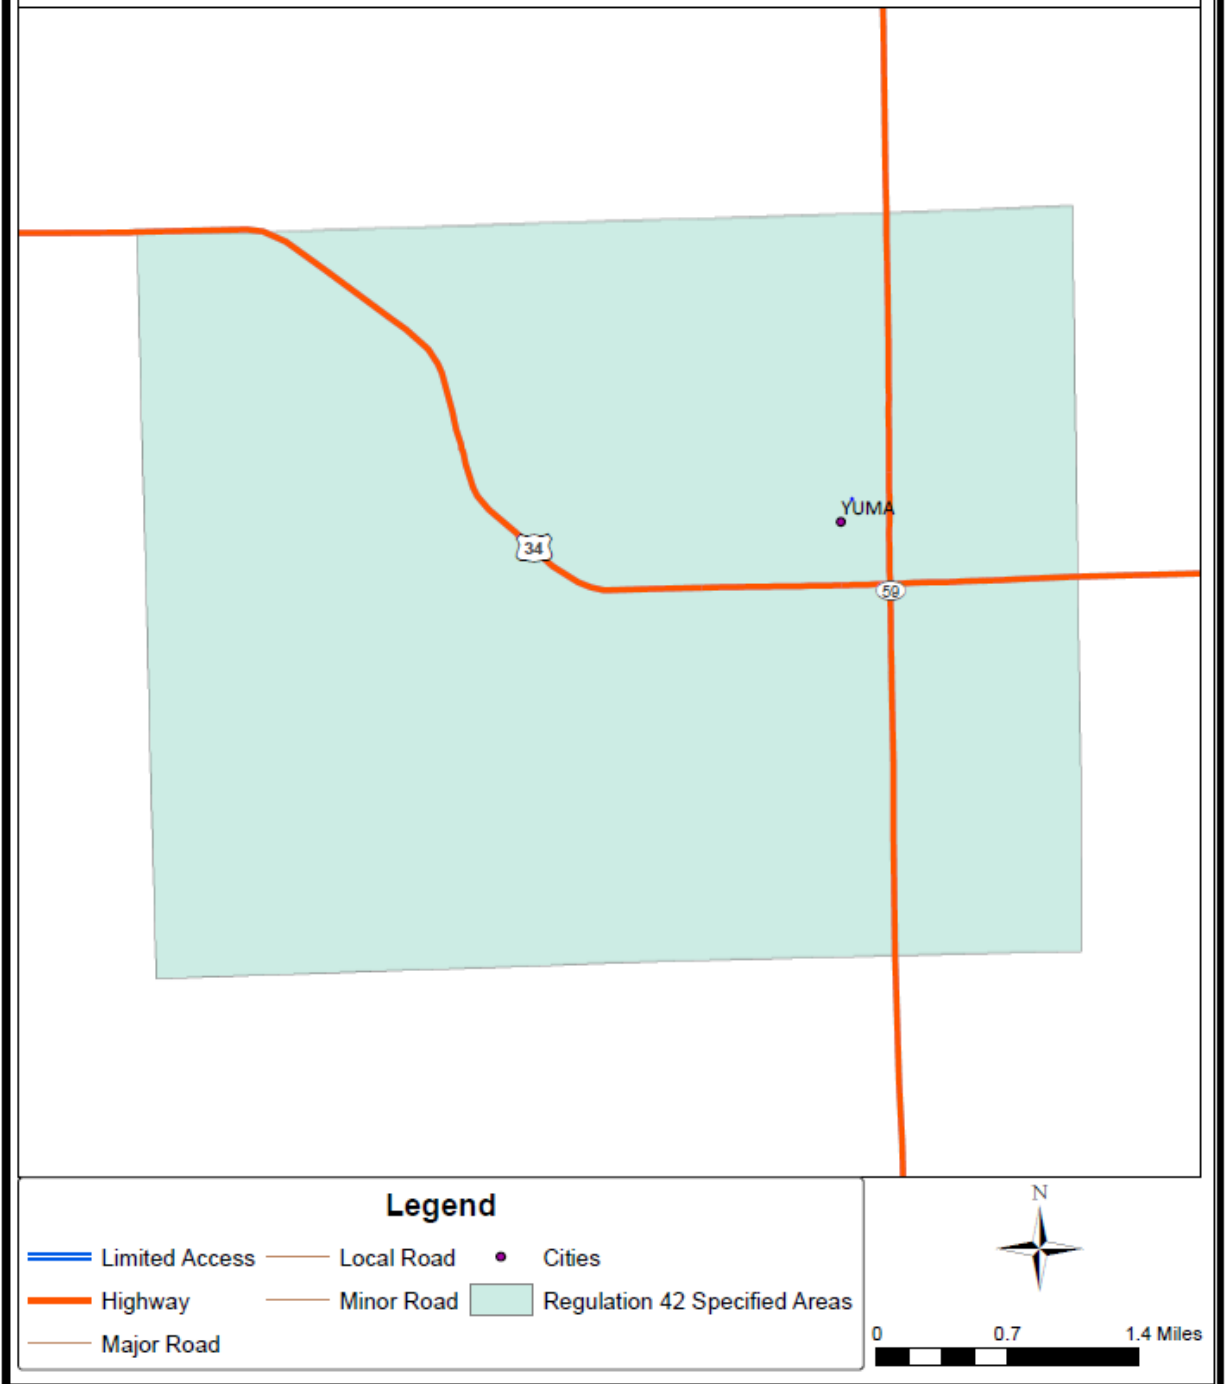 YUMA
34
59
Legend
Limited Access
Local Road
Cities
Highway
Minor Road
Regulation 42 Specified Areas
Major Road
N
0 0.7 1.4 Miles